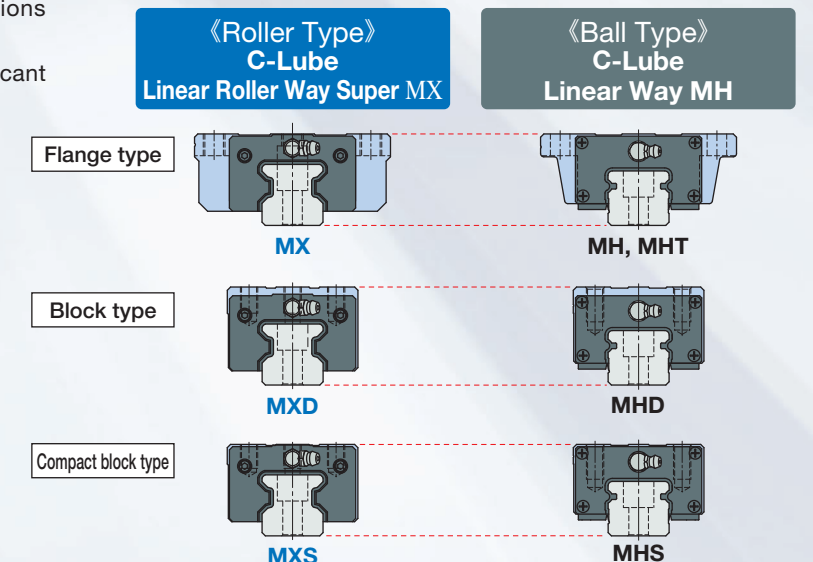 ions
cant
《Roller Type》
C-Lube
Linear Roller Way Super MX
《Ball Type》
C-Lube
Linear Way MH
Flange type
MX
MH, MHT
Block type
MXD
MHD
Compact block type
MXS
MHS